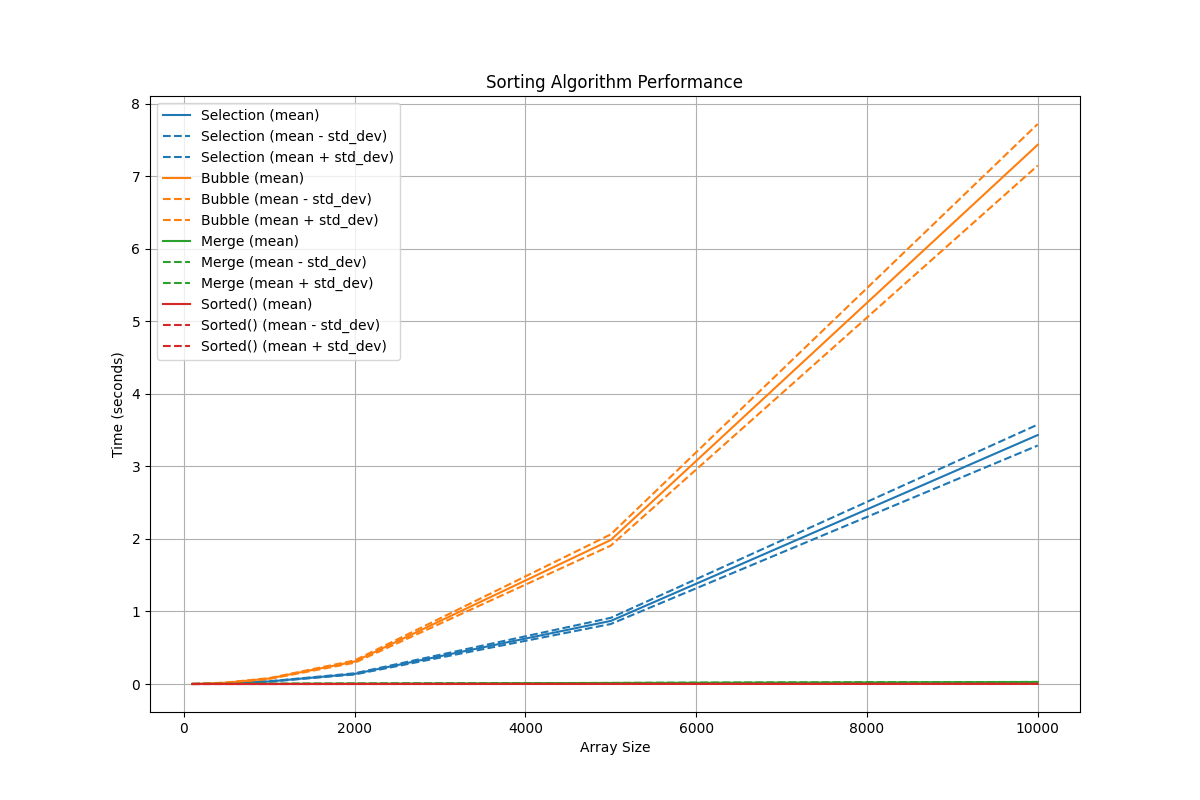 Sorting Algorithm Performance
8
7
6
5
4
3
2
1
0
Time (seconds)
Selection (mean)
Selection (mean - std_dev)
Selection (mean + std_dev)
Bubble (mean)
Bubble (mean - std_dev)
Bubble (mean + std_dev)
Merge (mean)
Merge (mean - std_dev)
Merge (mean + std_dev)
Sorted() (mean)
Sorted() (mean - std_dev)
Sorted() (mean + std_dev)
0 2000 4000 6000 8000 10000
Array Size